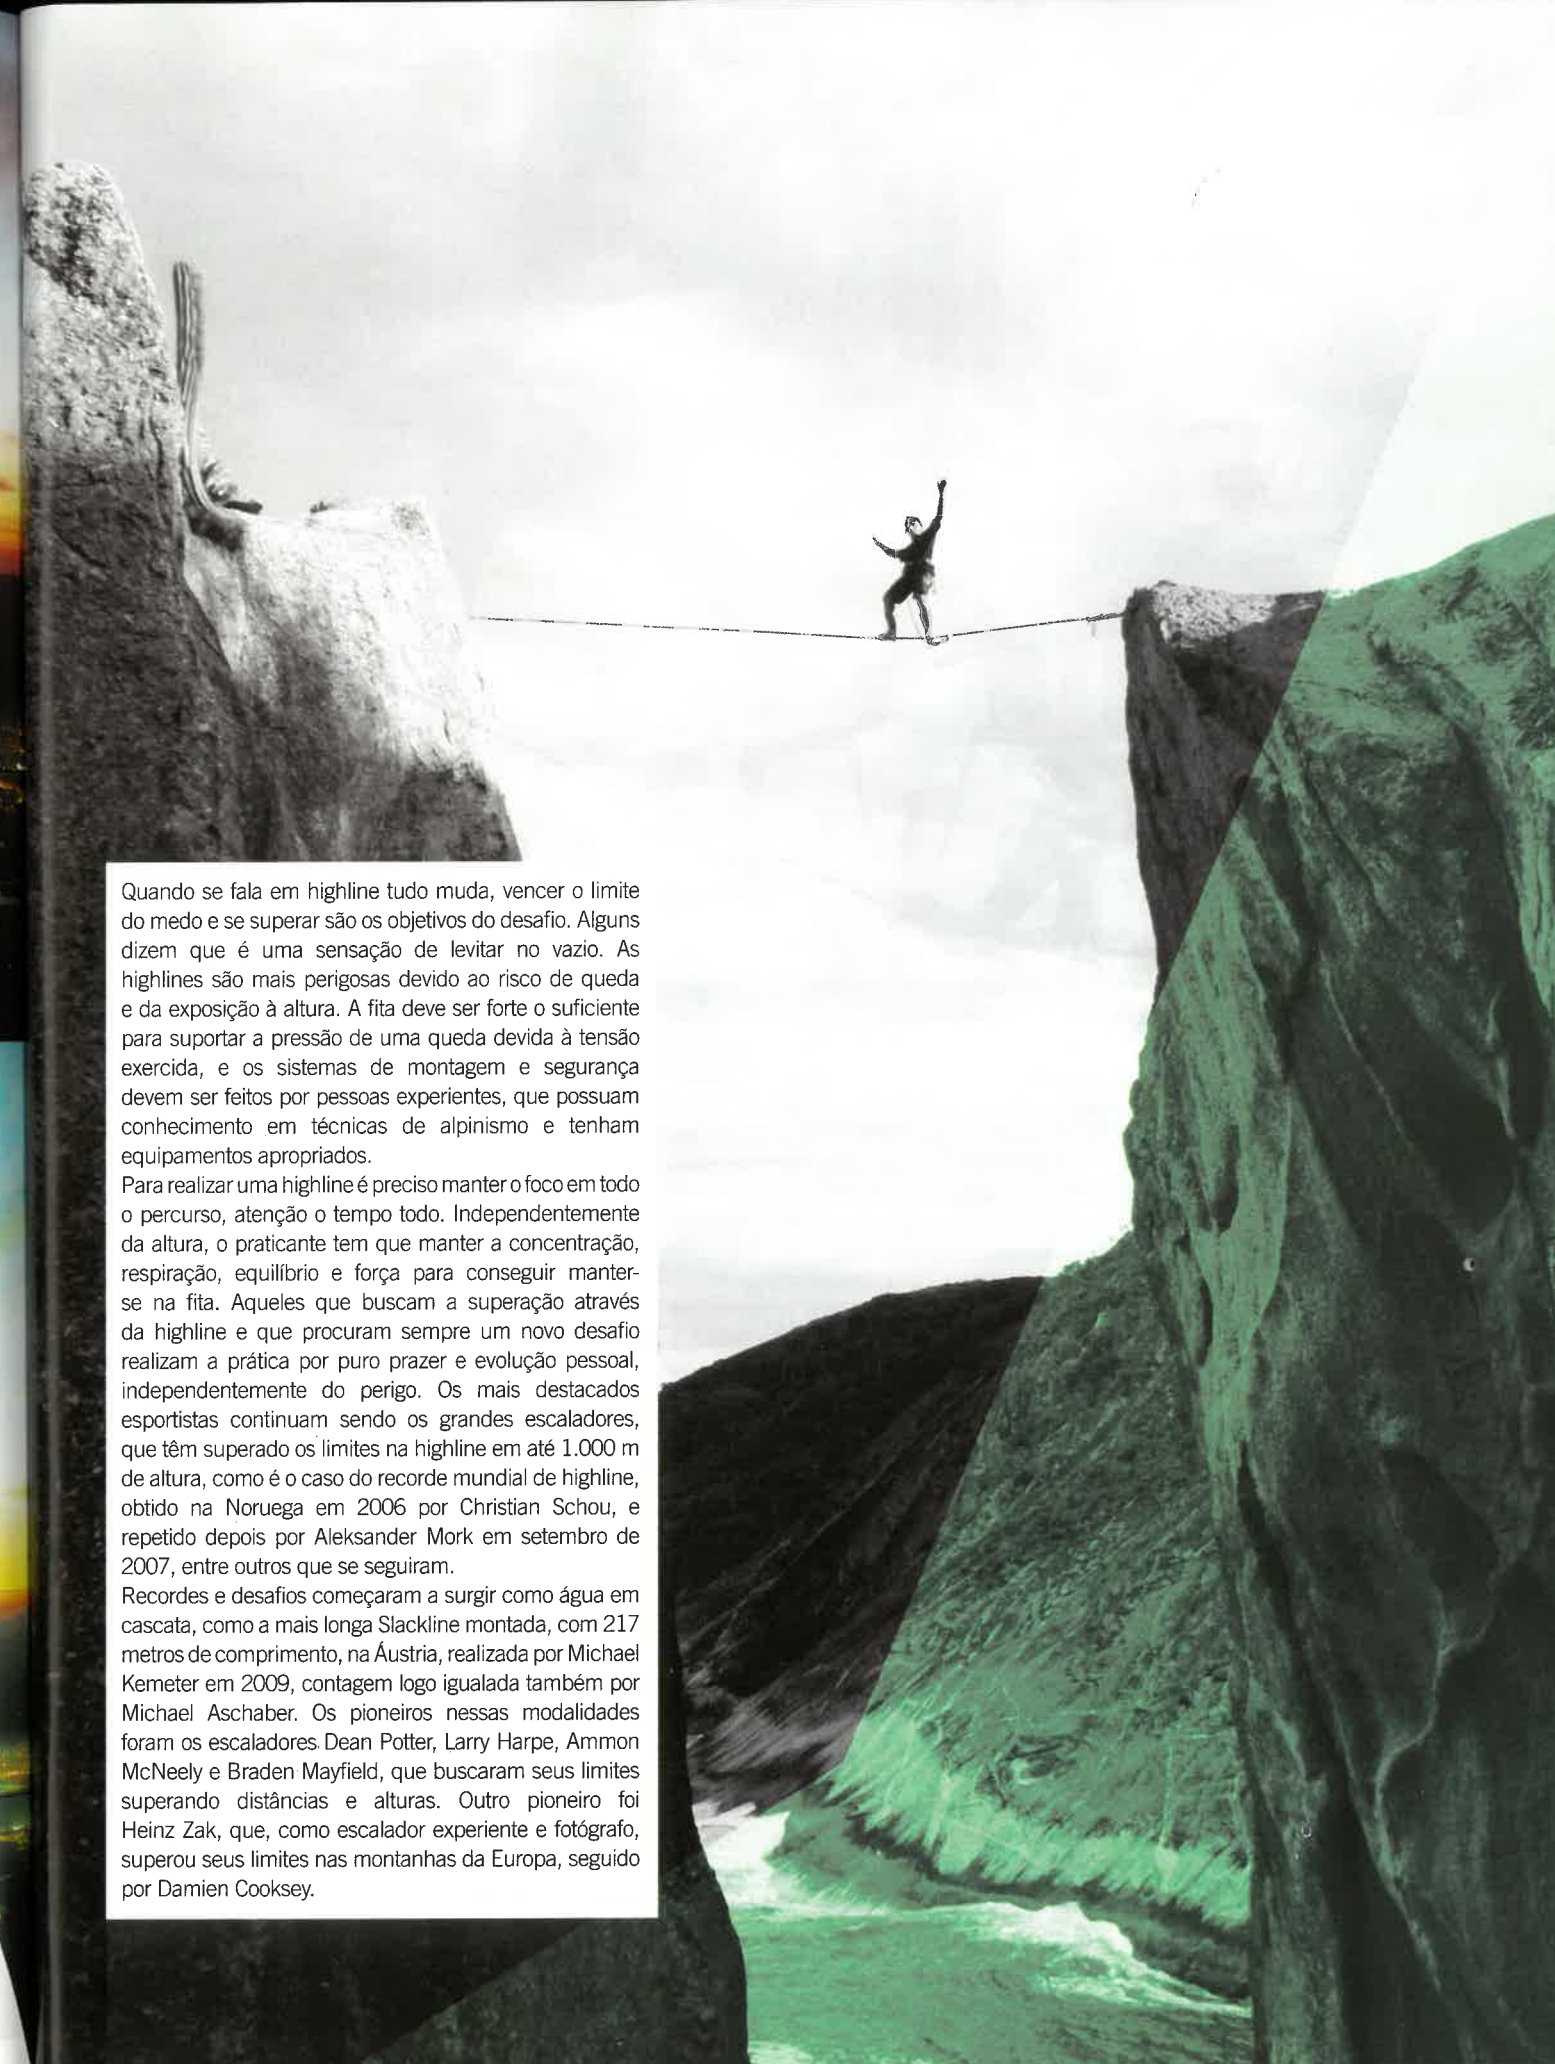 Quando se fala em highline tudo muda, vencer o limite
do medo e se superar são os objetivos do desafio. Alguns
dizem que é uma sensação de levitar no vazio. As
highlines são mais perigosas devido ao risco de queda
e da exposição à altura. A fita deve ser forte o suficiente
para suportar a pressão de uma queda devida à tensão
exercida, e os sistemas de montagem e segurança
devem ser feitos por pessoas experientes, que possuam
conhecimento em técnicas de alpinismo e tenham
equipamentos apropriados.
Para realizar uma highline é preciso manter o foco em todo
o percurso, atenção o tempo todo. Independentemente
da altura, o praticante tem que manter a concentração,
respiração, equilíbrio e força para conseguir manter-
se na fita. Aqueles que buscam a superação através
da highline e que procuram sempre um novo desafio
realizam a prática por puro prazer e evolução pessoal,
independentemente do perigo. Os mais destacados
esportistas continuam sendo os grandes escaladores,
que têm superado os limites na highline em até 1.000 m
de altura, como é o caso do recorde mundial de highline,
obtido na Noruega em 2006 por Christian Schou, e
repetido depois por Aleksander Mork em setembro de
2007, entre outros que se seguiram.
Recordes e desafios começaram a surgir como água em
cascata, como a mais longa Slackline montada, com 217
metros de comprimento, na Áustria, realizada por Michael
Kemeter em 2009, contagem logo igualada também por
Michael Aschaber. Os pioneiros nessas modalidades
foram os escaladores Dean Potter, Larry Harpe, Ammon
McNeely e Braden Mayfield, que buscaram seus limites
superando distâncias e alturas. Outro pioneiro foi
Heinz Zak, que, como escalador experiente e fotógrafo,
superou seus limites nas montanhas da Europa, seguido
por Damien Cooksey.